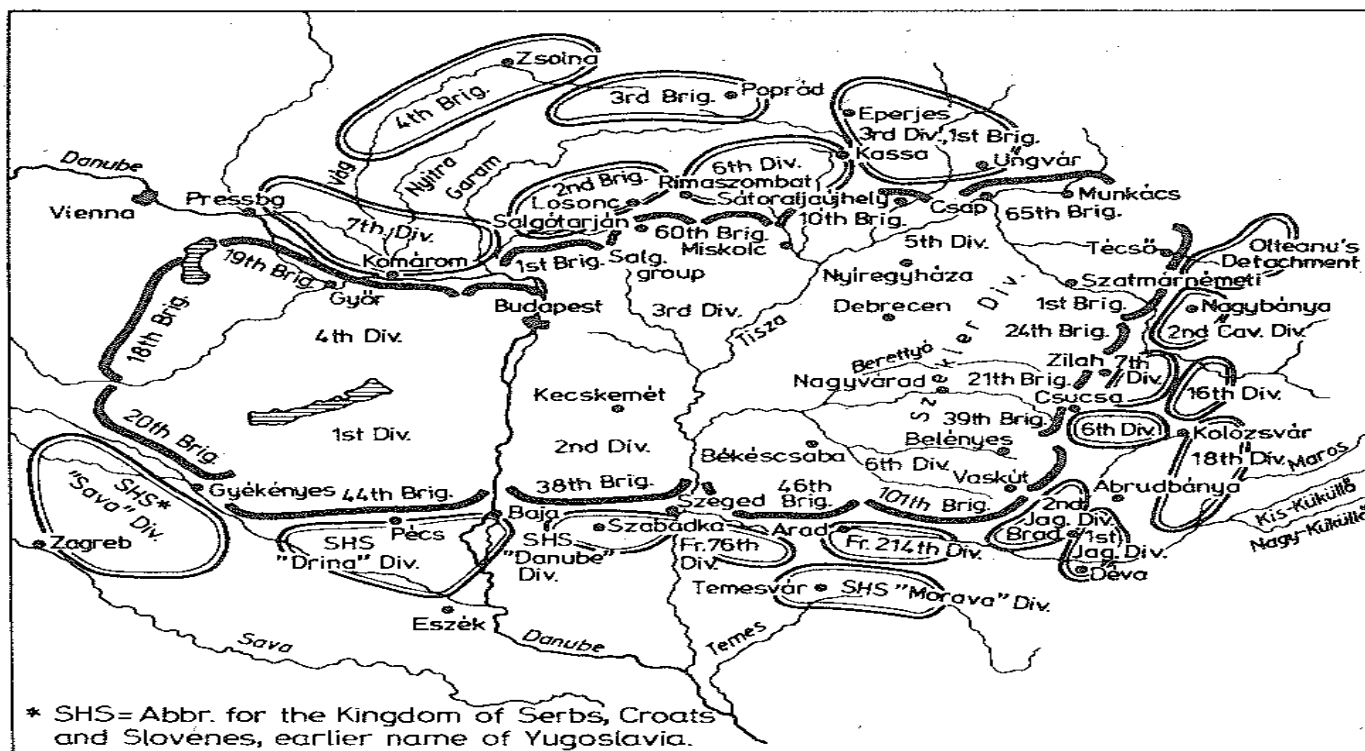 Zsolna
4th Brig.
3rd Brig.
Poprád
Eperjes
3rd Div., 1st Brig.
Kassa
Ungvár
Danube
Vág
Nyitra
Garam
Vienna
Pressbg
7th Div.
Komárom
2nd Brig.
Losonc
6th Div.
Rimaszombat
Sátoraljaújhely
Salgótarján
60th Brig.
Miskolc
10th Brig.
Csap
Munkács
65th Brig.
1st Brig.
Salg.
group
5th Div.
Técső
Olteanu's
Detachment
19th Brig.
Győr
Budapest
Nyíregyháza
Szatmárnémeti
18th Brig.
4th Div.
3rd Div.
Tisza
Debrecen
Szekler Div.
1st Brig.
24th Brig.
Nagybánya
2nd Cav. Div.
Berettyó
Nagyvárad
21th Brig.
Zilah
7th
Div.
Csucsa
16th Div.
Kecskemét
20th Brig.
1st Div.
2nd Div.
39th Brig.
6th Div.
Kolozsvár
18th Div.
Belényes
Békéscsaba
6th Div.
Vaskút
Maros
SHS*
"Sava" Div.
Gyékényes
44th Brig.
38th Brig.
Szeged
46th
Brig.
101th Brig.
2nd
Jäg. Div.
Abrudbánya
Kis-Küküllő
Nagy-Küküllő
Zagreb
Pécs
SHS
"Drina" Div.
Baja
SHS
"Danube"
Div.
Szabadka
Fr. 76th
Div.
Arad
Fr. 214th Div.
Brad
1st
Jag. Div.
Déva
Temesvár
SHS "Morava" Div.
Eszék
Sava
Danube
Temes
* SHS= Abbr. for the Kingdom of Serbs, Croats
and Slovenes, earlier name of Yugoslavia.